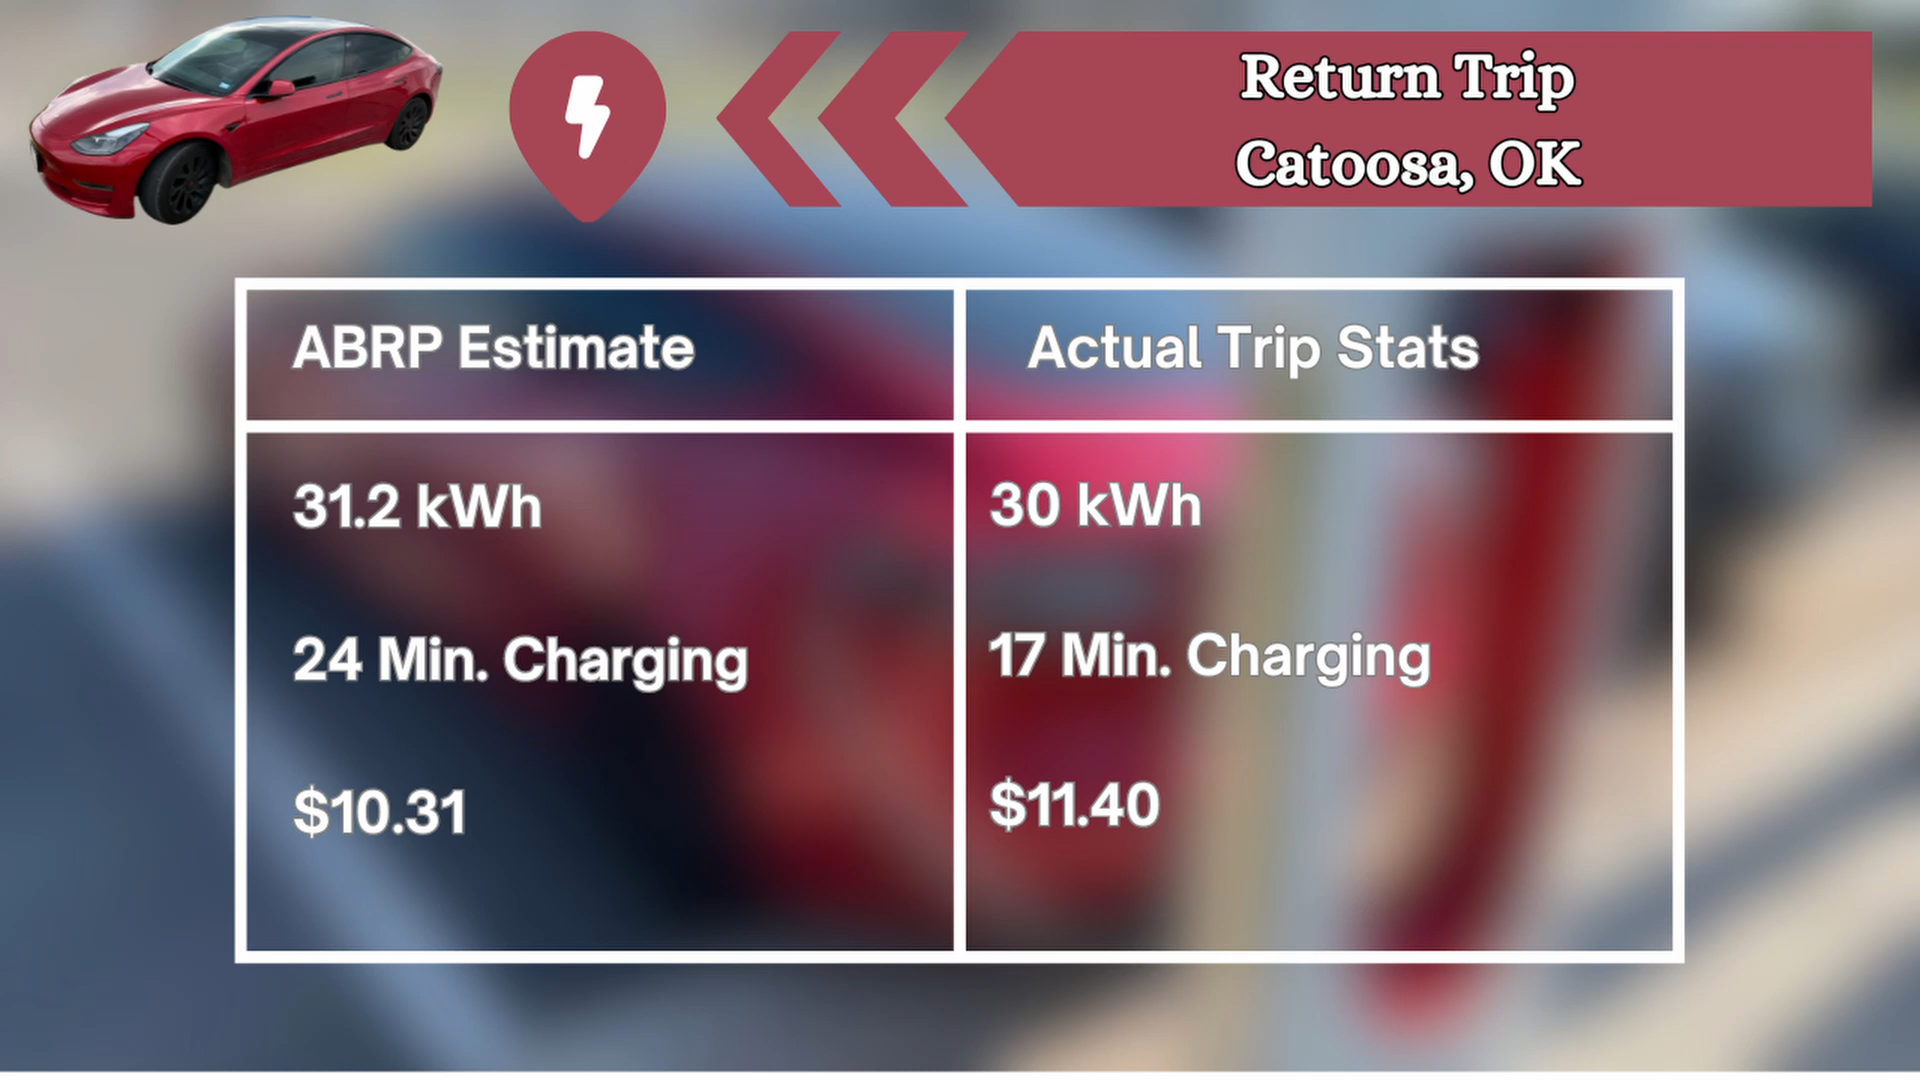 Return Trip
Catoosa, OK
ABRP Estimate
Actual Trip Stats
31.2 kWh
30 kWh
24 Min. Charging
17 Min. Charging
$10.31
$11.40